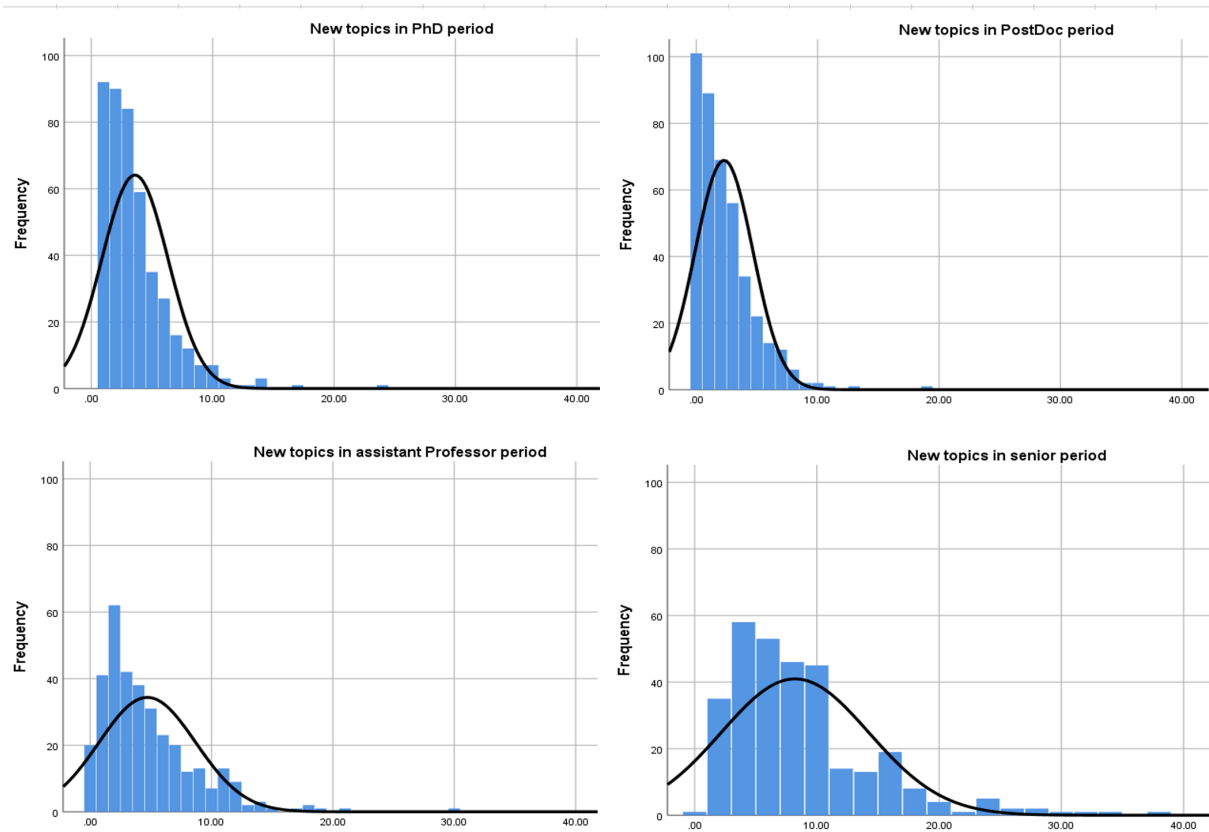 New topics in PhD period
Frequency
100
80
60
40
20
0
.00 10.00 20.00 30.00 40.00
New topics in PostDoc period
Frequency
100
80
60
40
20
0
.00 10.00 20.00 30.00 40.00
New topics in assistant Professor period
Frequency
100
80
60
40
20
0
.00 10.00 20.00 30.00 40.00
New topics in senior period
Frequency
100
80
60
40
20
0
.00 10.00 20.00 30.00 40.00